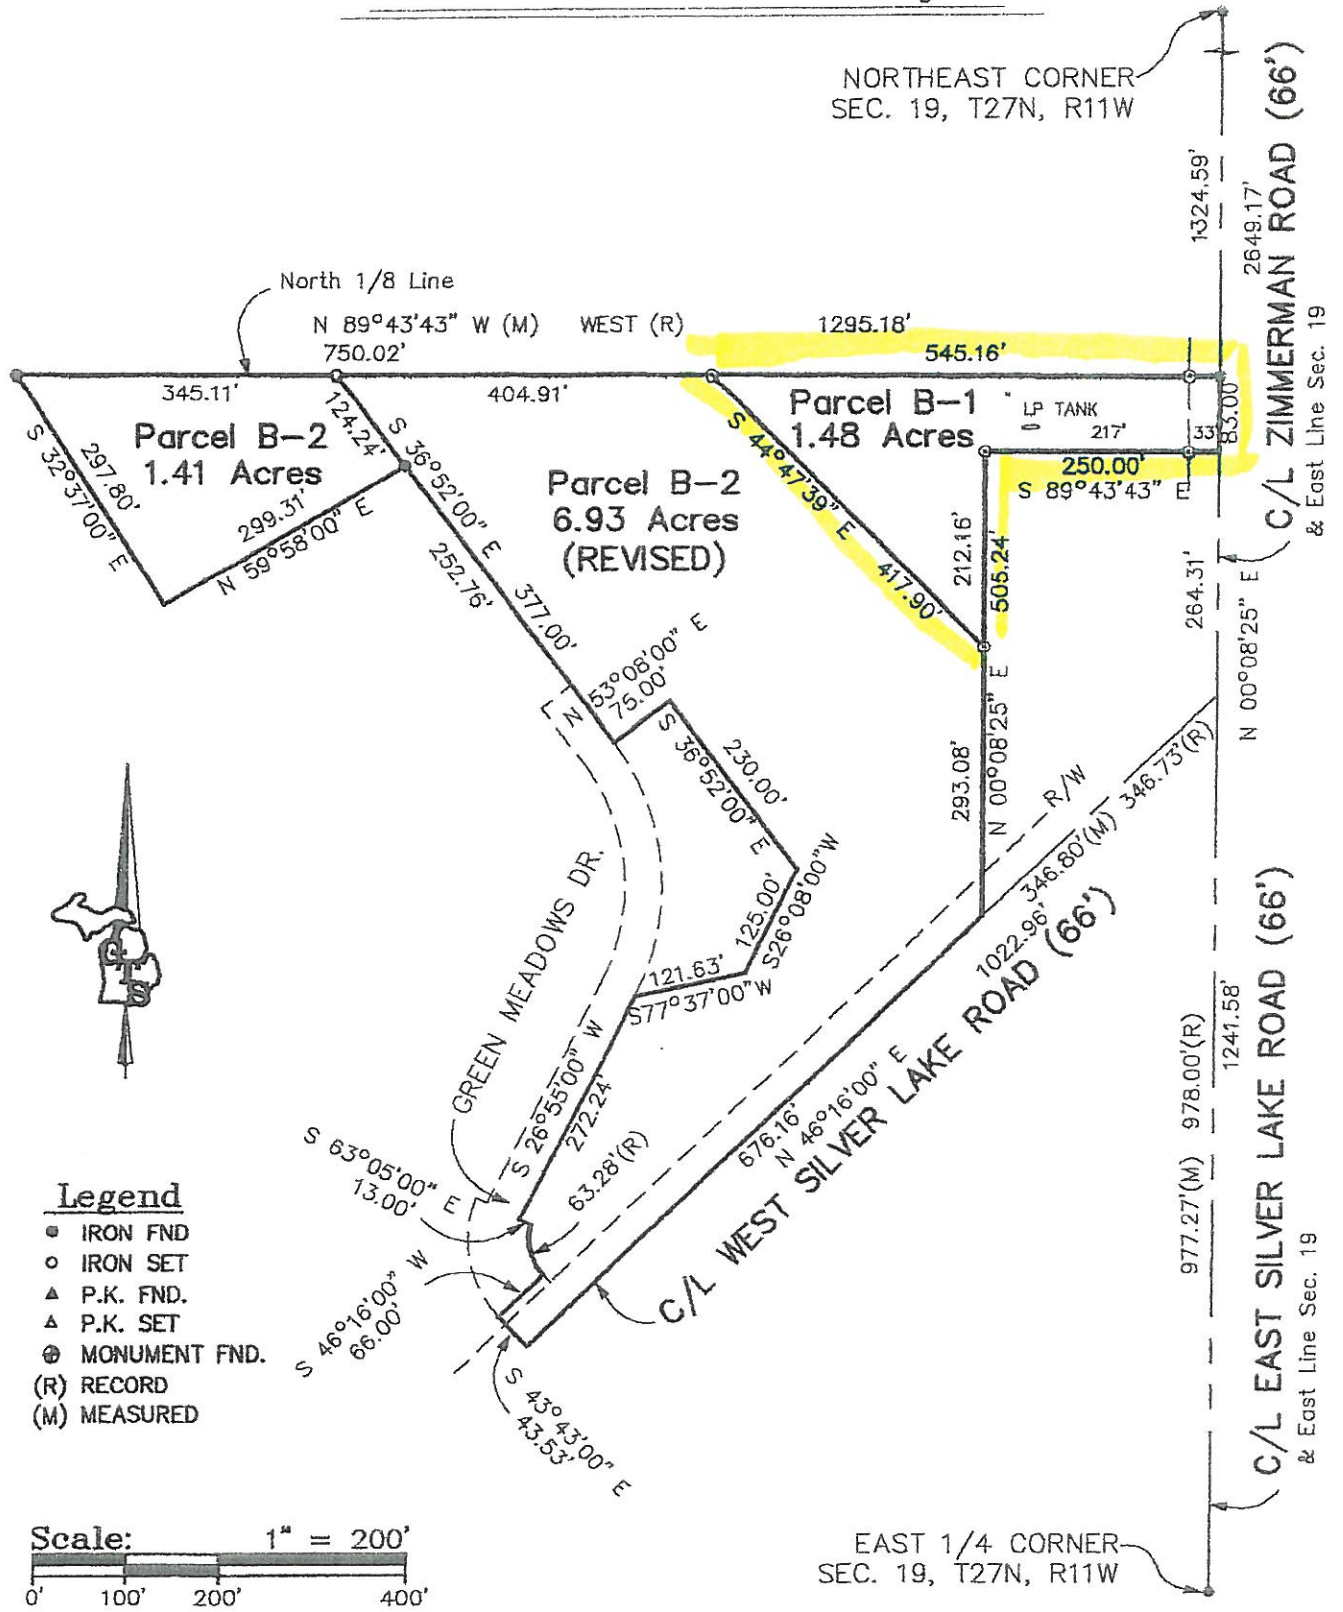 NORTHEAST CORNER
SEC. 19, T27N, R11W
1324.59'
2649.17'
C/L ZIMMERMAN ROAD (66')
& East Line Sec. 19
North 1/8 Line
N 89°43'43" W (M) WEST (R)
1295.18'
750.02'
545.16'
345.11'
404.91'
Parcel B-1
1.48 Acres
LP TANK
217'
33'
83.00'
250.00'
S 89°43'43" E
Parcel B-2
1.41 Acres
124.24'
S 36°52'00" E
S 32°37'00" E
297.80'
299.31'
N 59°58'00" E
Parcel B-2
6.93 Acres
(REVISED)
S 44°47'39" E
417.90'
212.16'
505.24'
264.31'
N 00°08'25" E
252.76'
377.00'
N 53°08'00" E
75.00'
S 36°52'00" E
230.00'
293.08'
N 00°08'25" E
R/W
346.80'(M) 346.73'(R)
1022.96'
GREEN MEADOWS DR.
125.00'
S26°08'00"W
121.63'
S77°37'00"W
S 26°55'00" W
272.24'
676.16'
N 46°16'00" E
C/L WEST SILVER LAKE ROAD (66')
977.27'(M) 978.00'(R)
1241.58'
C/L EAST SILVER LAKE ROAD (66')
& East Line Sec. 19
S 63°05'00" E
13.00'
63.28'(R)
S 46°16'00" W
66.00'
S 43°43'00" E
43.53'
Legend
IRON FND
IRON SET
P.K. FND.
P.K. SET
MONUMENT FND.
(R) RECORD
(M) MEASURED
Scale: 1" = 200'
0' 100' 200' 400'
EAST 1/4 CORNER
SEC. 19, T27N, R11W